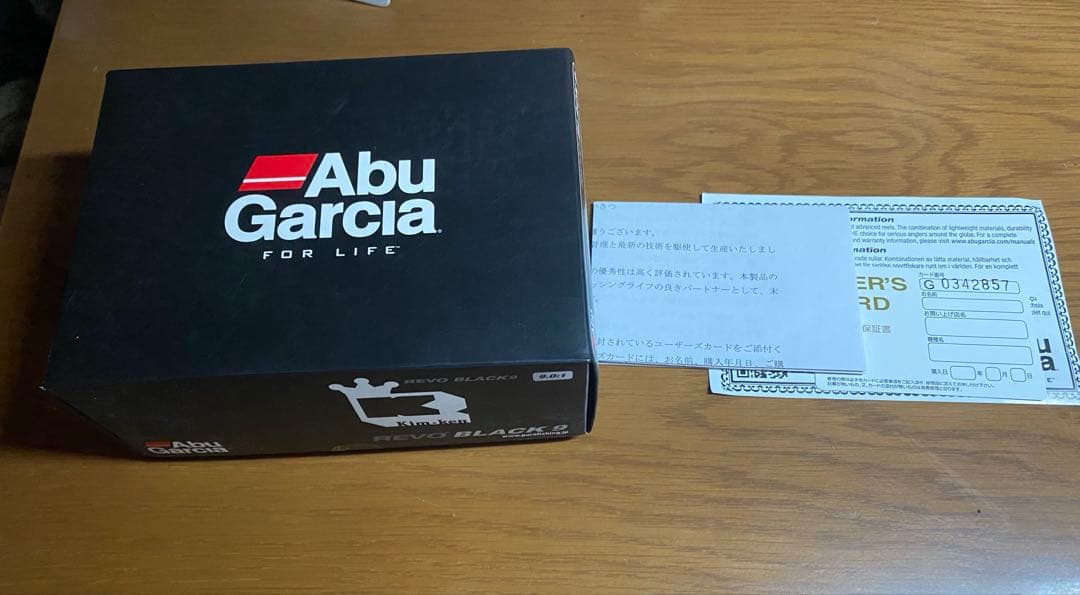 Abu
Garcia
FOR LIFE
REVO BLACK9
9.0:1
Kim ken
REVO BLACK 9
www.purefishing.jp
Abu
Garcia
うございます。
管理と最新の技術を駆使して生産いたしまし
の優秀性は高く評価されています。本製品の
ッシングライフの良きパートナーとして、末
封されているユーザーズカードをご添付く
ズカードには、お名前、購入年月日、ご購
rmation
advanced reels. The combination of lightweight materials, durability
choice for serious anglers around the globe. For a complete
and warranty information, please visit www.abugarcia.com/manuals
rullar. Kombinationen av lätta material, hållbarhet och
för seriösa sportfiskare runt om i världen. För en komplett
ER'S
RD
保証書
カード番号
G 0342857
お名前
お買い上げ店名
機種名
購入日 年 月 日